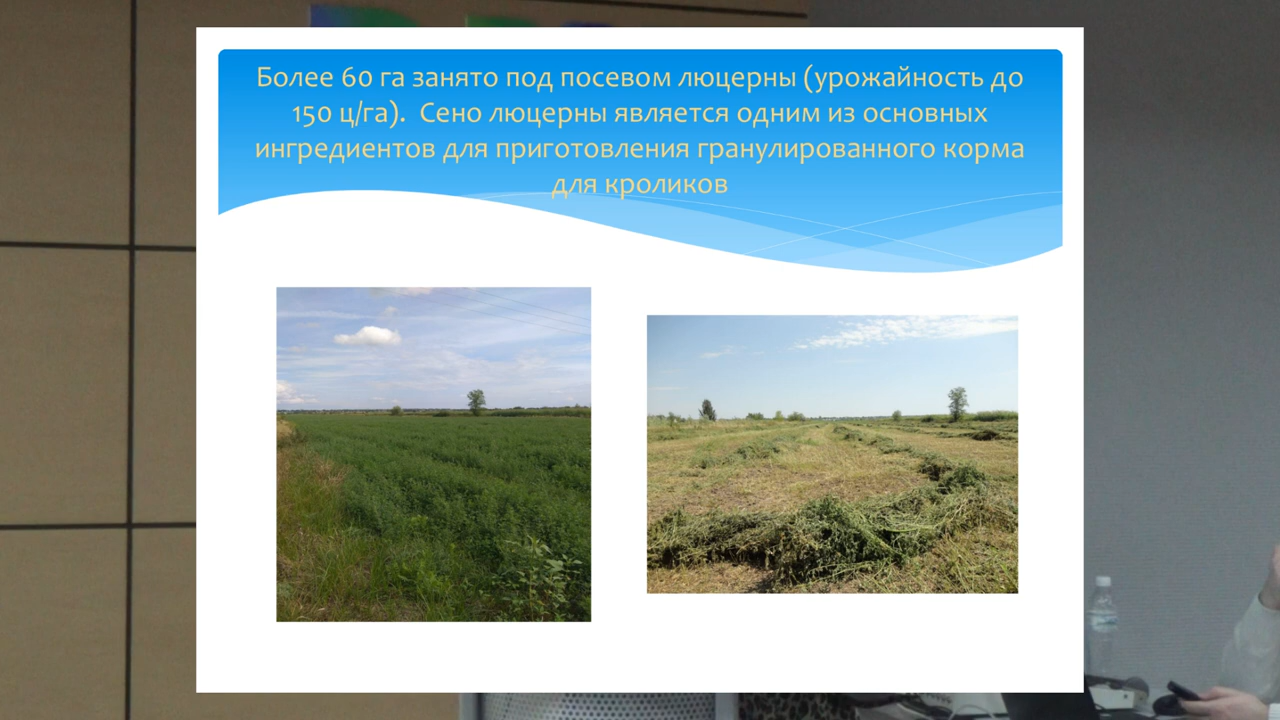 Более 60 га занято под посевом люцерны (урожайность до
150 ц/га).  Сено люцерны является одним из основных
ингредиентов для приготовления гранулированного корма
для кроликов